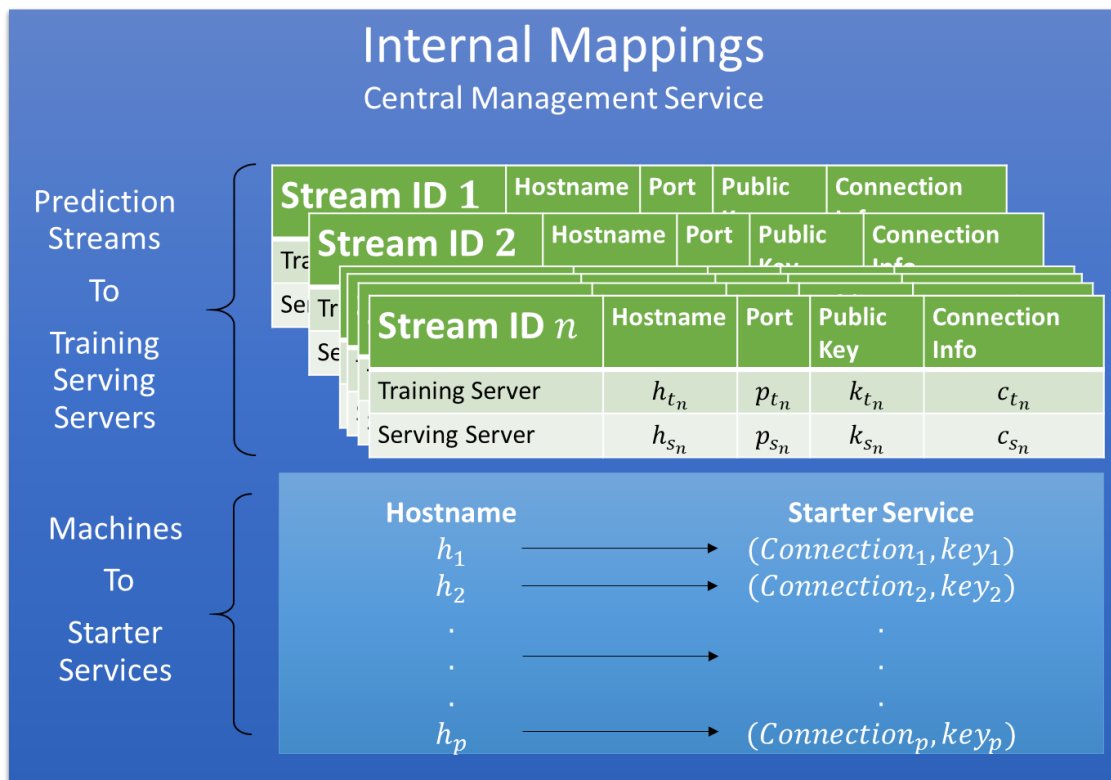 Internal Mappings
Central Management Service
Prediction
Streams
To
Training
Serving
Servers
Stream ID 1 Hostname Port Public Connection
Stream ID 2 Hostname Port Public Connection
Key Info
Stream ID n Hostname Port Public Connection
Key Info
Training Server h_{t_n} p_{t_n} k_{t_n} c_{t_n}
Serving Server h_{s_n} p_{s_n} k_{s_n} c_{s_n}
Machines
To
Starter
Services
Hostname Starter Service
h_1 (Connection_1, key_1)
h_2 (Connection_2, key_2)
. .
. .
. .
h_p (Connection_p, key_p)